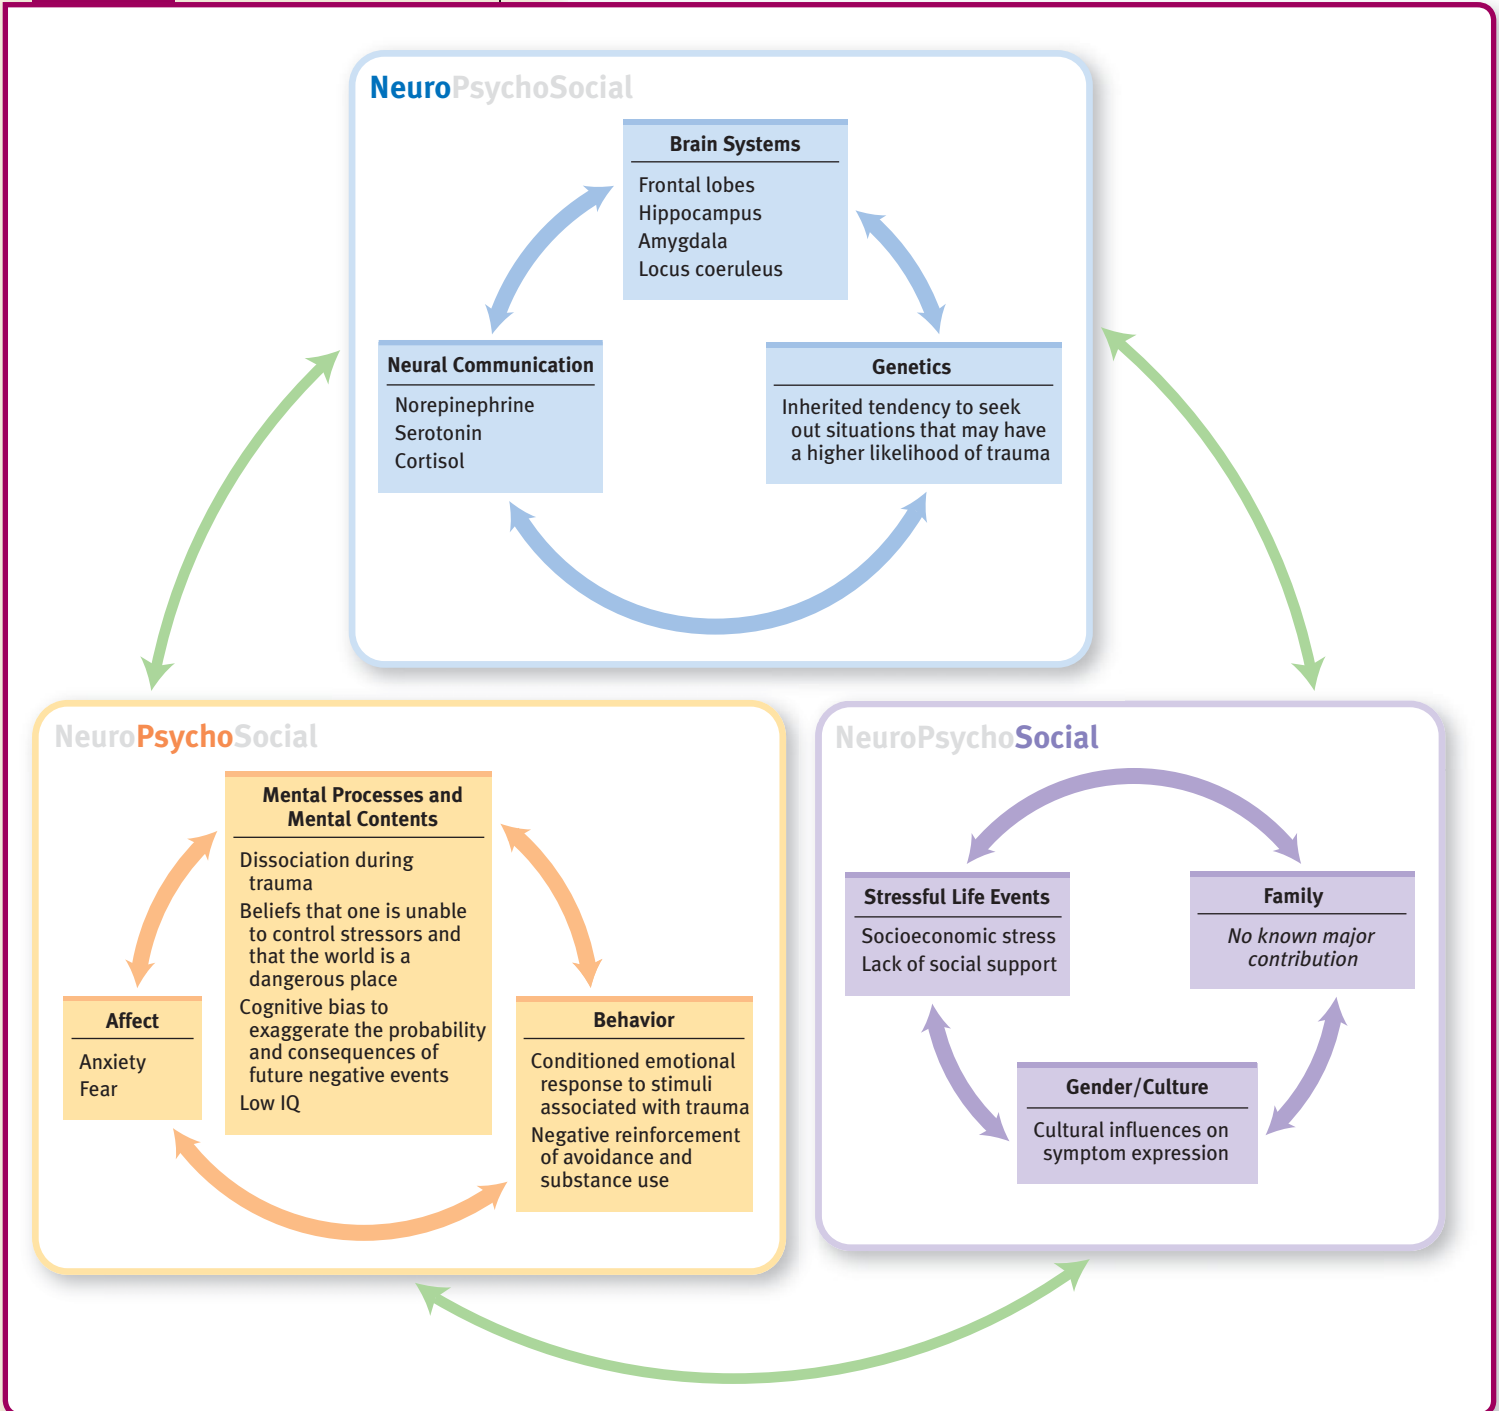 NeuroPsychoSocial
Brain Systems
Frontal lobes
Hippocampus
Amygdala
Locus coeruleus
Neural Communication
Norepinephrine
Serotonin
Cortisol
Genetics
Inherited tendency to seek
out situations that may have
a higher likelihood of trauma
NeuroPsychoSocial
Mental Processes and
Mental Contents
Dissociation during
trauma
Beliefs that one is unable
to control stressors and
that the world is a
dangerous place
Cognitive bias to
exaggerate the probability
and consequences of
future negative events
Low IQ
Affect
Anxiety
Fear
Behavior
Conditioned emotional
response to stimuli
associated with trauma
Negative reinforcement
of avoidance and
substance use
NeuroPsychoSocial
Stressful Life Events
Socioeconomic stress
Lack of social support
Family
No known major
contribution
Gender/Culture
Cultural influences on
symptom expression